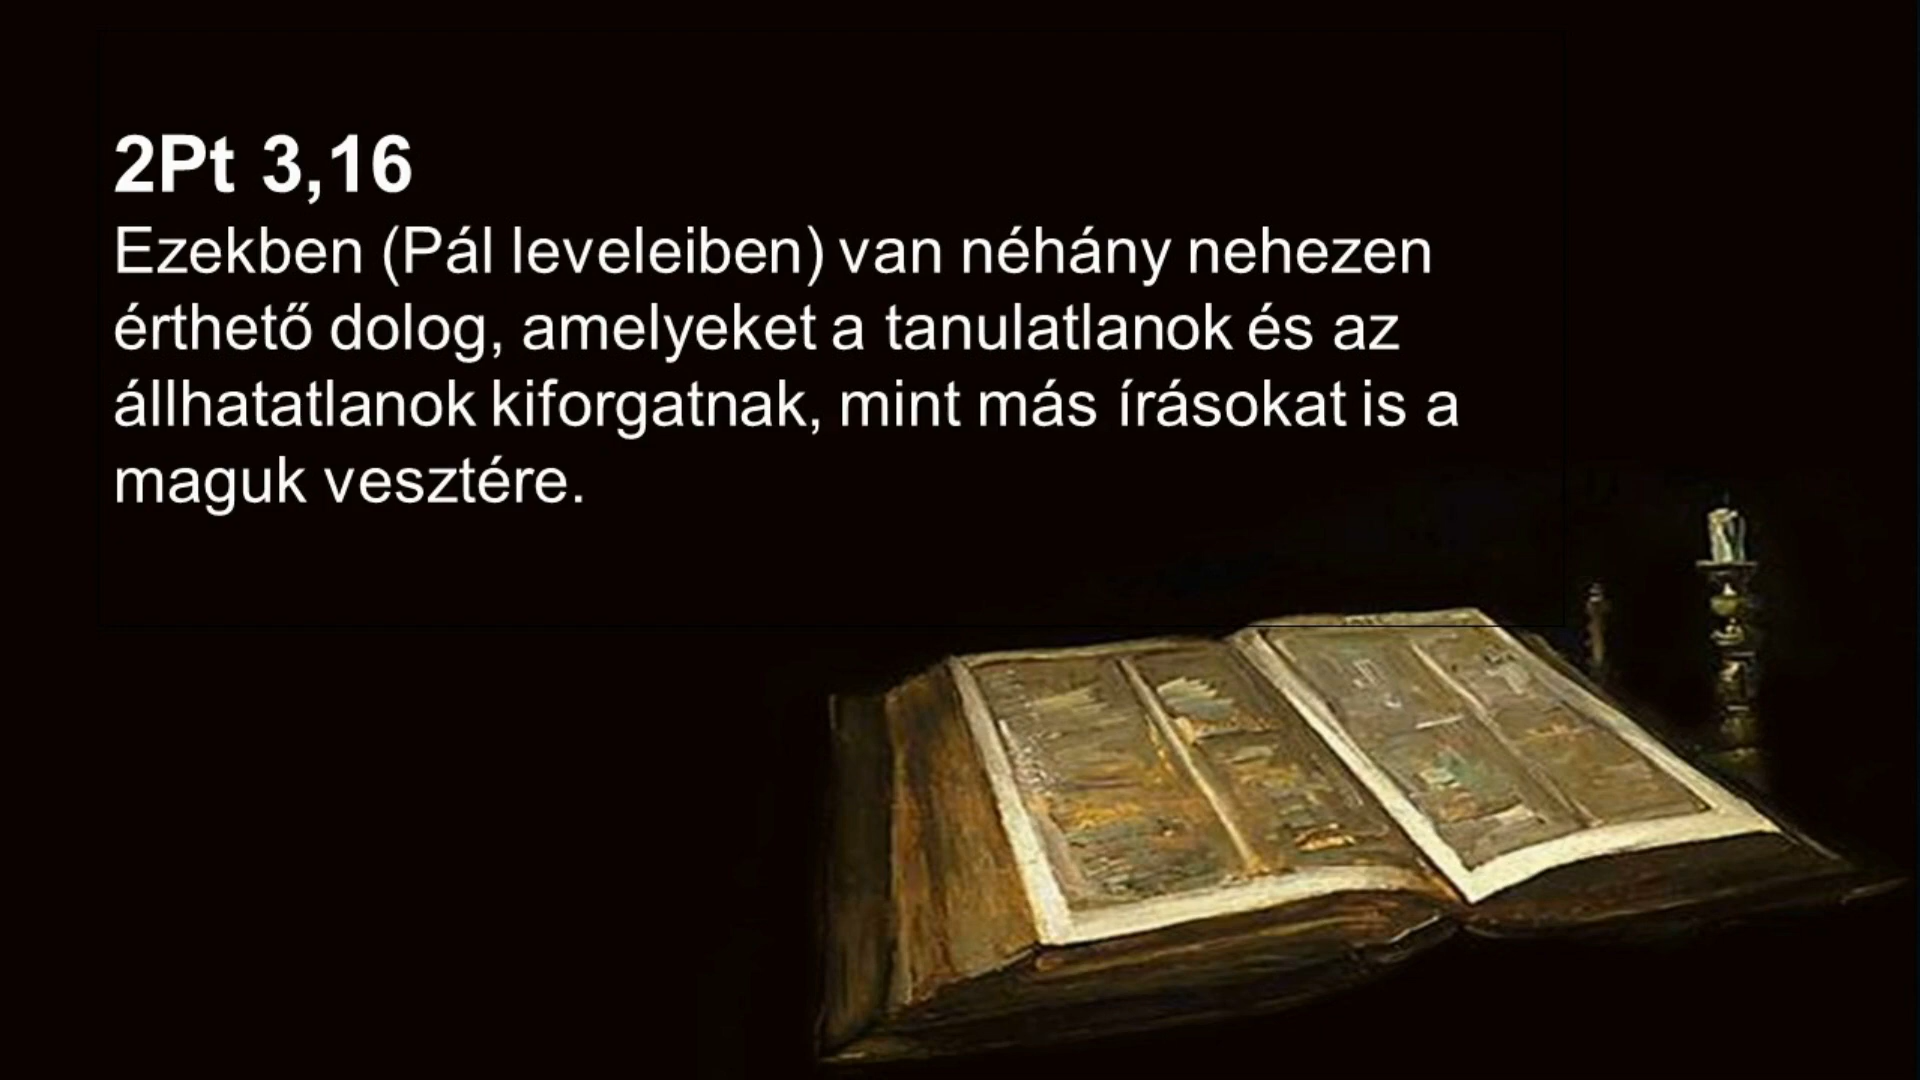 2Pt 3,16
Ezekben (Pál leveleiben) van néhány nehezen
érthető dolog, amelyeket a tanulatlanok és az
állhatatlanok kiforgatnak, mint más írásokat is a
maguk vesztére.